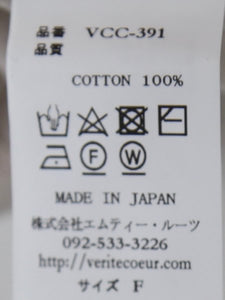 品番 VCC-391
品質
COTTON 100%
F W
MADE IN JAPAN
株式会社エムティー・ルーツ
092-533-3226
http://veritecoeur.com/
サイズ F